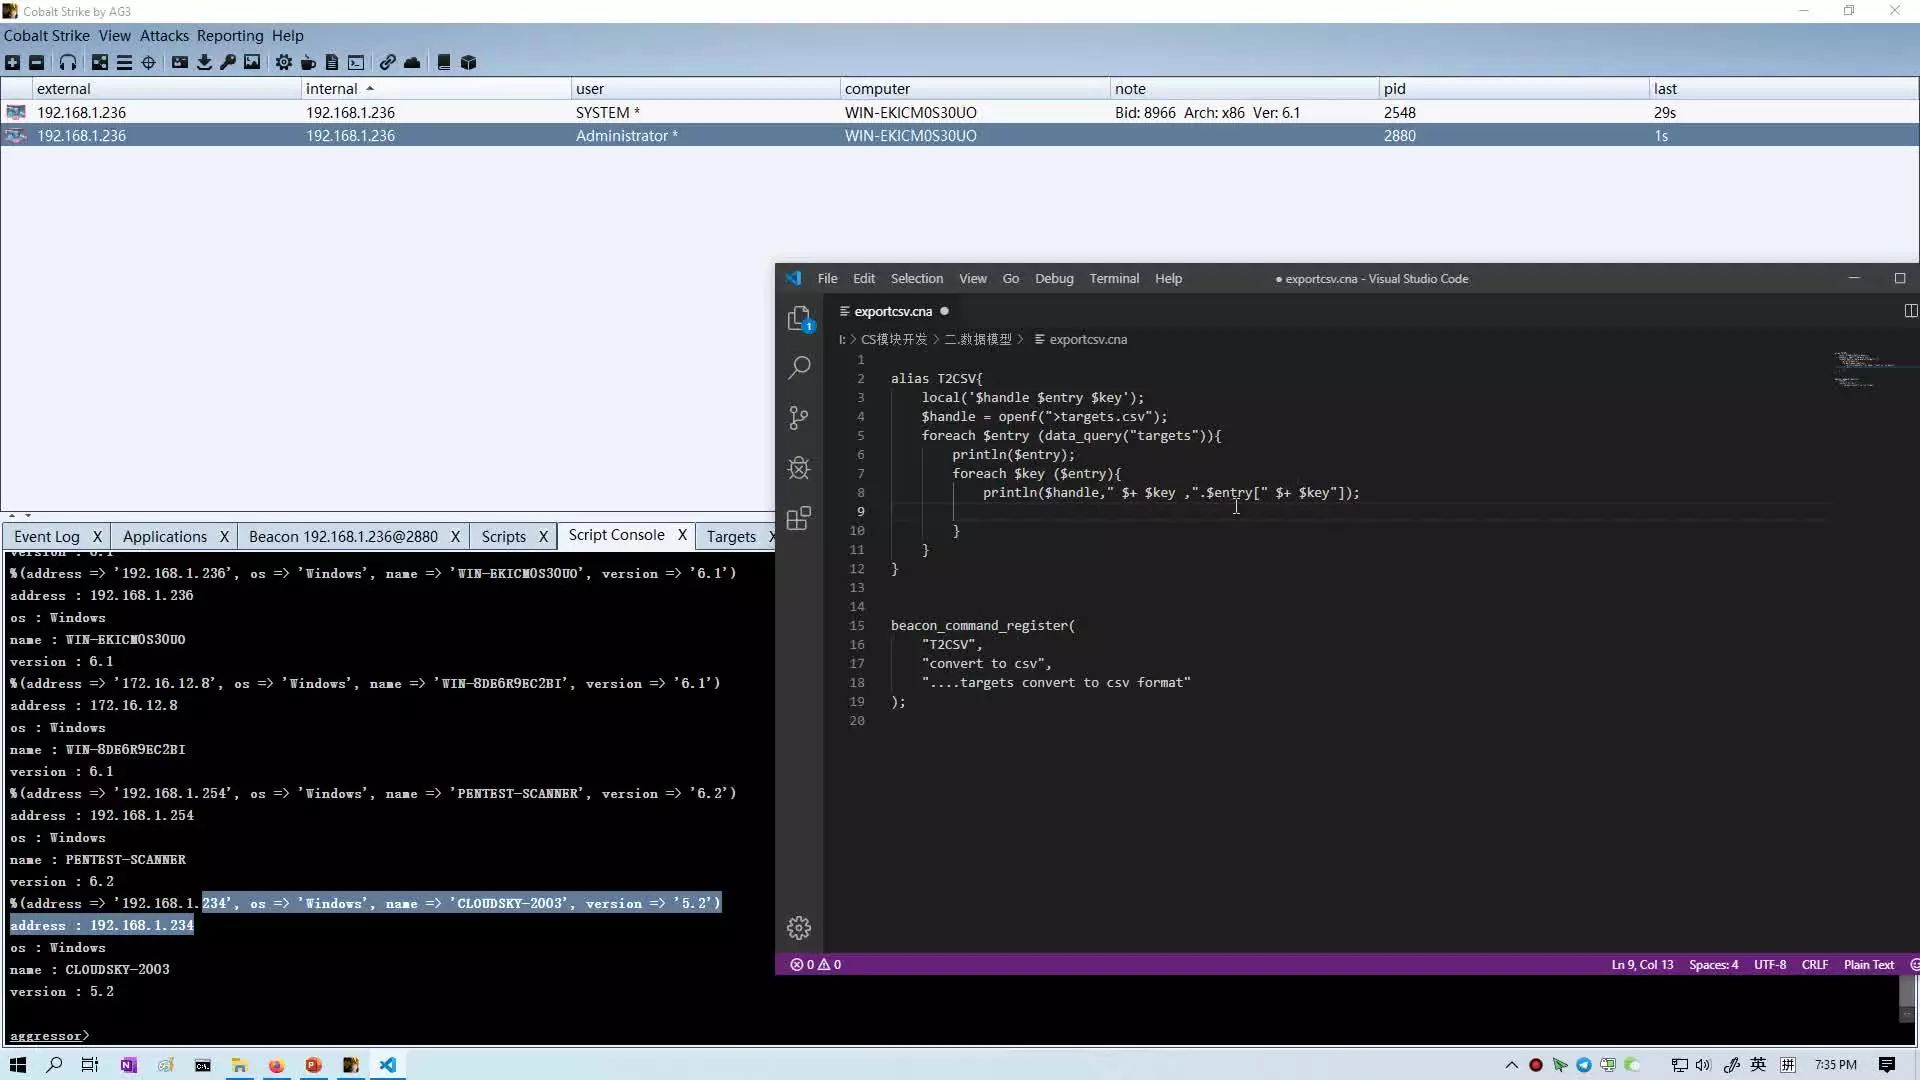 Cobalt Strike by AG3
Cobalt Strike View Attacks Reporting Help
external internal user computer note pid last
192.168.1.236 192.168.1.236 SYSTEM * WIN-EKICM0S30UO Bid: 8966 Arch: x86 Ver: 6.1 2548 29s
192.168.1.236 192.168.1.236 Administrator * WIN-EKICM0S30UO 2880 1s
File Edit Selection View Go Debug Terminal Help ● exportcsv.cna - Visual Studio Code
exportcsv.cna ●
1
I: > CS模块开发 > 二.数据模型 > exportcsv.cna
1
2 alias T2CSV{
3 local('$handle $entry $key');
4 $handle = openf(">targets.csv");
5 foreach $entry (data_query("targets")){
6 println($entry);
7 foreach $key ($entry){
8 println($handle," $+ $key ,".$entry[" $+ $key"]);
9
10 }
11 }
12 }
13
14
15 beacon_command_register(
16 "T2CSV",
17 "convert to csv",
18 "....targets convert to csv format"
19 );
20
0 0 Ln 9, Col 13 Spaces: 4 UTF-8 CRLF Plain Text
Event Log X Applications X Beacon 192.168.1.236@2880 X Scripts X Script Console X Targets X
version : 6.1
%(address => '192.168.1.236', os => 'Windows', name => 'WIN-EKICM0S30UO', version => '6.1')
address : 192.168.1.236
os : Windows
name : WIN-EKICM0S30UO
version : 6.1
%(address => '172.16.12.8', os => 'Windows', name => 'WIN-8DE6R9EC2BI', version => '6.1')
address : 172.16.12.8
os : Windows
name : WIN-8DE6R9EC2BI
version : 6.1
%(address => '192.168.1.254', os => 'Windows', name => 'PENTEST-SCANNER', version => '6.2')
address : 192.168.1.254
os : Windows
name : PENTEST-SCANNER
version : 6.2
%(address => '192.168.1.234', os => 'Windows', name => 'CLOUDSKY-2003', version => '5.2')
address : 192.168.1.234
os : Windows
name : CLOUDSKY-2003
version : 5.2
aggressor>
英 拼 7:35 PM